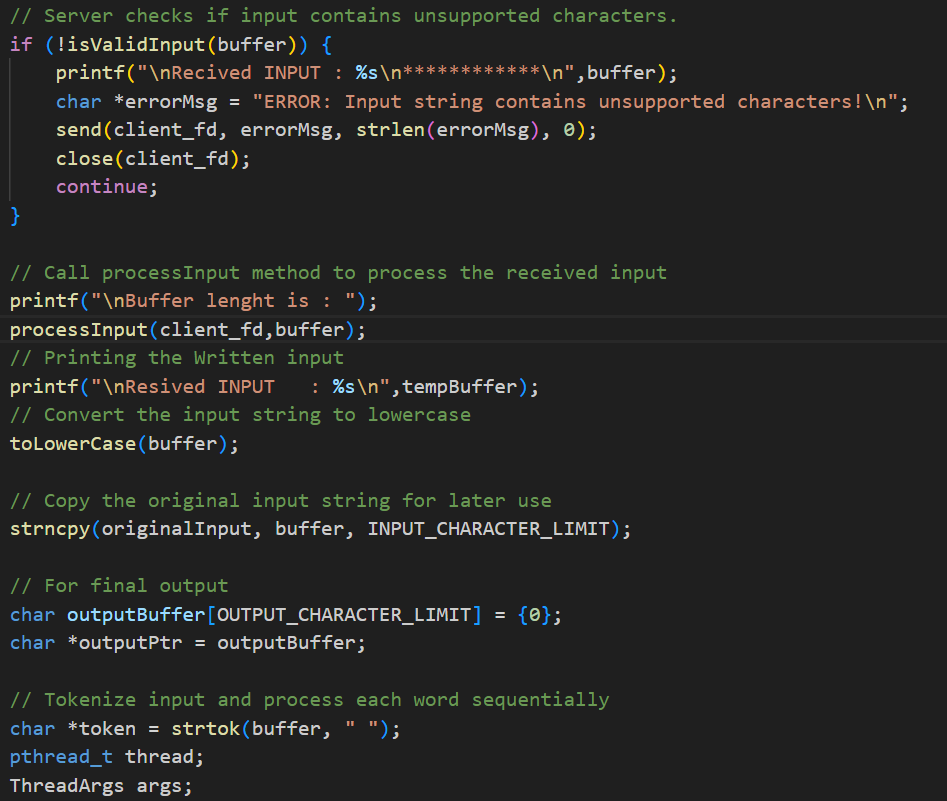 // Server checks if input contains unsupported characters.
if (!isValidInput(buffer)) {
    printf("\nRecived INPUT : %s\n************\n",buffer);
    char *errorMsg = "ERROR: Input string contains unsupported characters!\n";
    send(client_fd, errorMsg, strlen(errorMsg), 0);
    close(client_fd);
    continue;
}

// Call processInput method to process the received input
printf("\nBuffer lenght is : ");
processInput(client_fd,buffer);
// Printing the Written input
printf("\nResived INPUT   : %s\n",tempBuffer);
// Convert the input string to lowercase
toLowerCase(buffer);

// Copy the original input string for later use
strncpy(originalInput, buffer, INPUT_CHARACTER_LIMIT);

// For final output
char outputBuffer[OUTPUT_CHARACTER_LIMIT] = {0};
char *outputPtr = outputBuffer;

// Tokenize input and process each word sequentially
char *token = strtok(buffer, " ");
pthread_t thread;
ThreadArgs args;